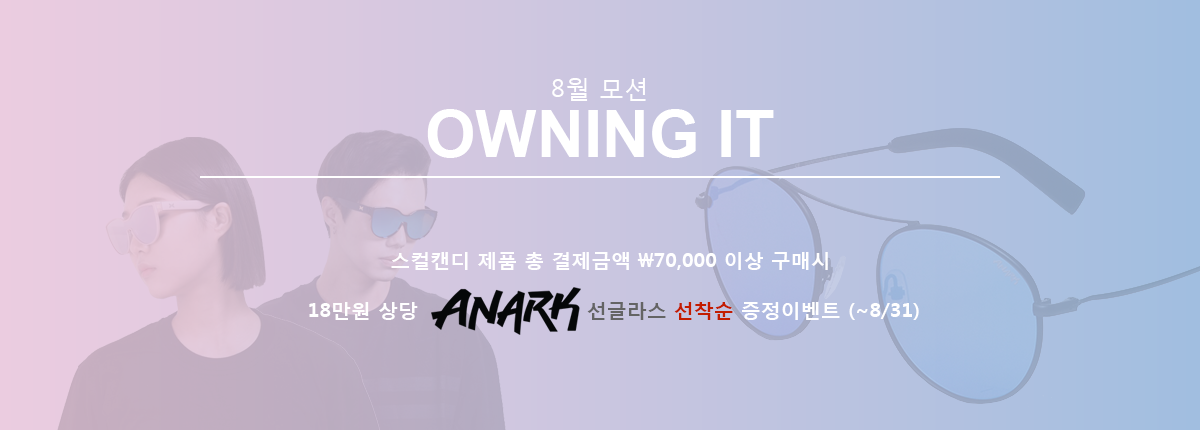 8월 모션
OWNING IT
스컬캔디 제품 총 결제금액 ₩70,000 이상 구매시
18만원 상당 ANARK 선글라스 선착순 증정이벤트 (~8/31)